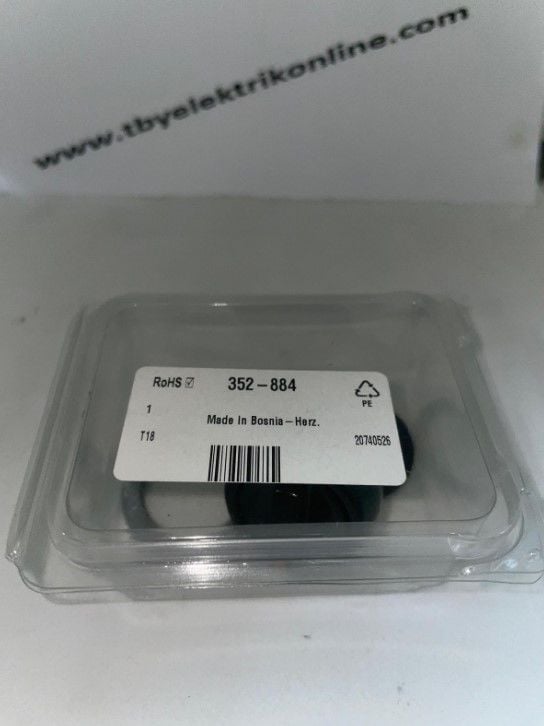 www.tbyelektrikonline.com
RoHS ☑ 352-884
PE
1
Made In Bosnia-Herz.
T18 20740526